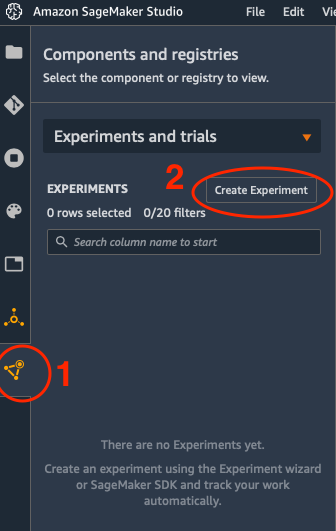 Amazon SageMaker Studio File Edit
Components and registries
Select the component or registry to view.
Experiments and trials
2
EXPERIMENTS Create Experiment
0 rows selected 0/20 filters
Search column name to start
1
There are no Experiments yet.
Create an experiment using the Experiment wizard
or SageMaker SDK and track your work
automatically.